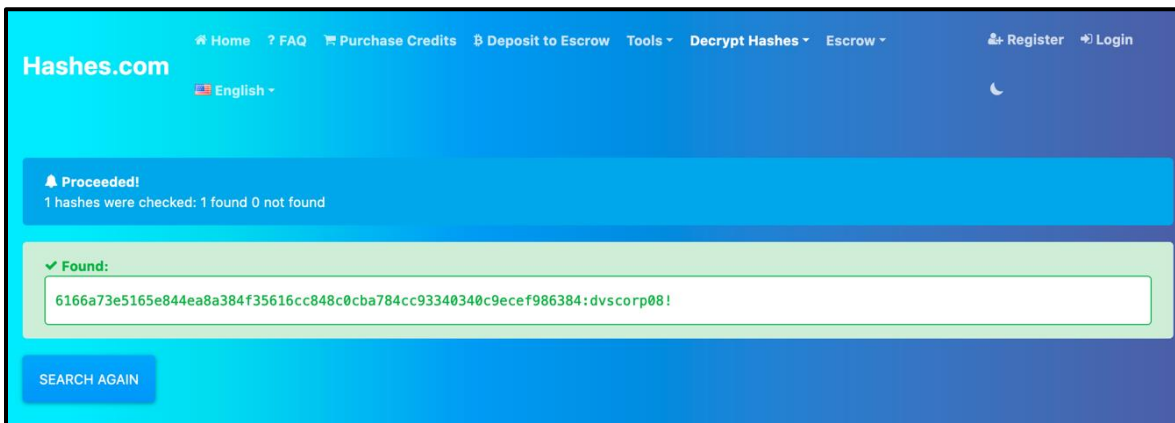 Home ? FAQ Purchase Credits Deposit to Escrow Tools Decrypt Hashes Escrow Register Login
Hashes.com
English
Proceeded!
1 hashes were checked: 1 found 0 not found
Found:
6166a73e5165e844ea8a384f35616cc848c0cba784cc93340340c9ecef986384:dvscorp08!
SEARCH AGAIN